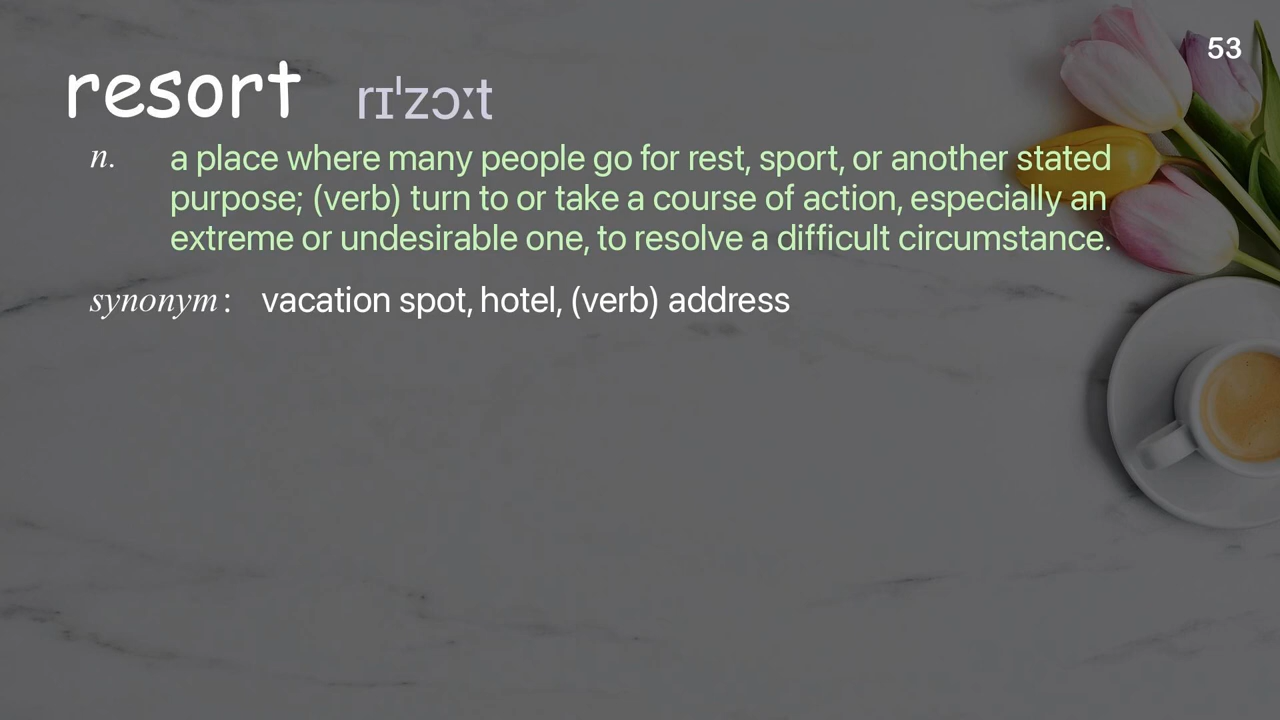 53
resort rɪˈzɔːt
n. a place where many people go for rest, sport, or another stated
purpose; (verb) turn to or take a course of action, especially an
extreme or undesirable one, to resolve a difficult circumstance.
synonym: vacation spot, hotel, (verb) address